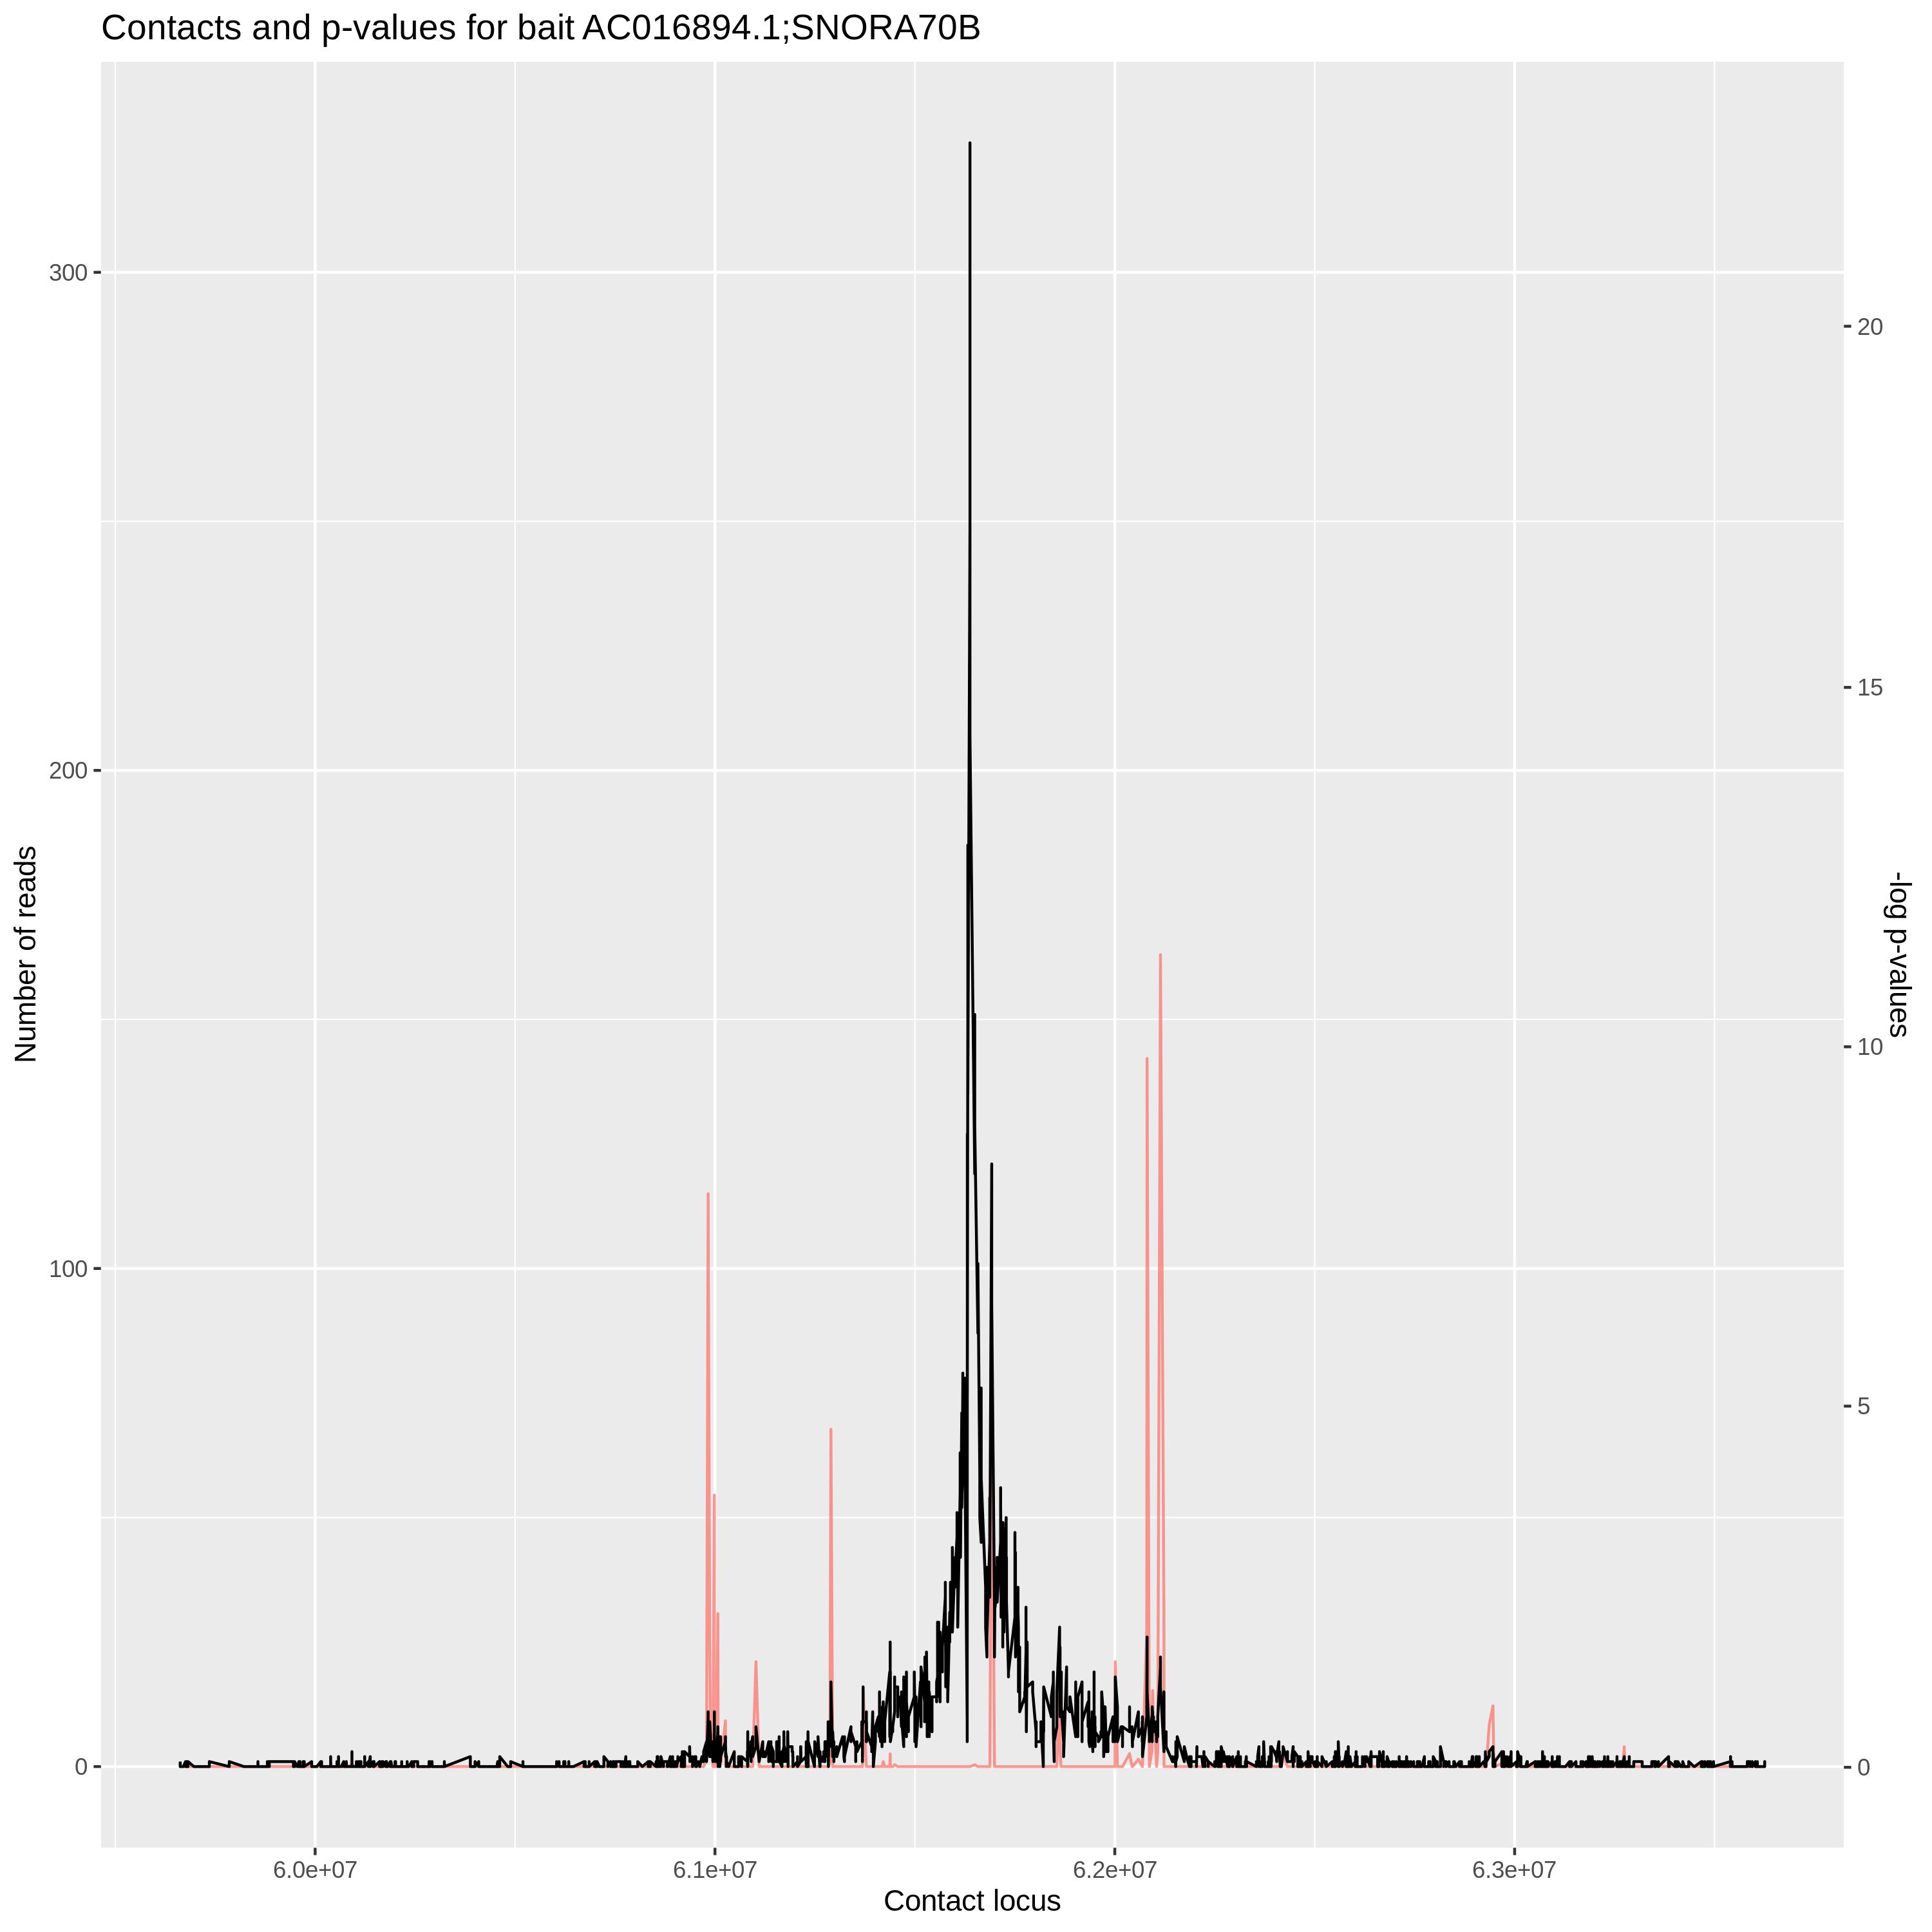 Contacts and p-values for bait AC016894.1;SNORA70B
300
200
100
0
Number of reads
20
15
10
5
0
-log p-values
6.0e+07
6.1e+07
6.2e+07
6.3e+07
Contact locus